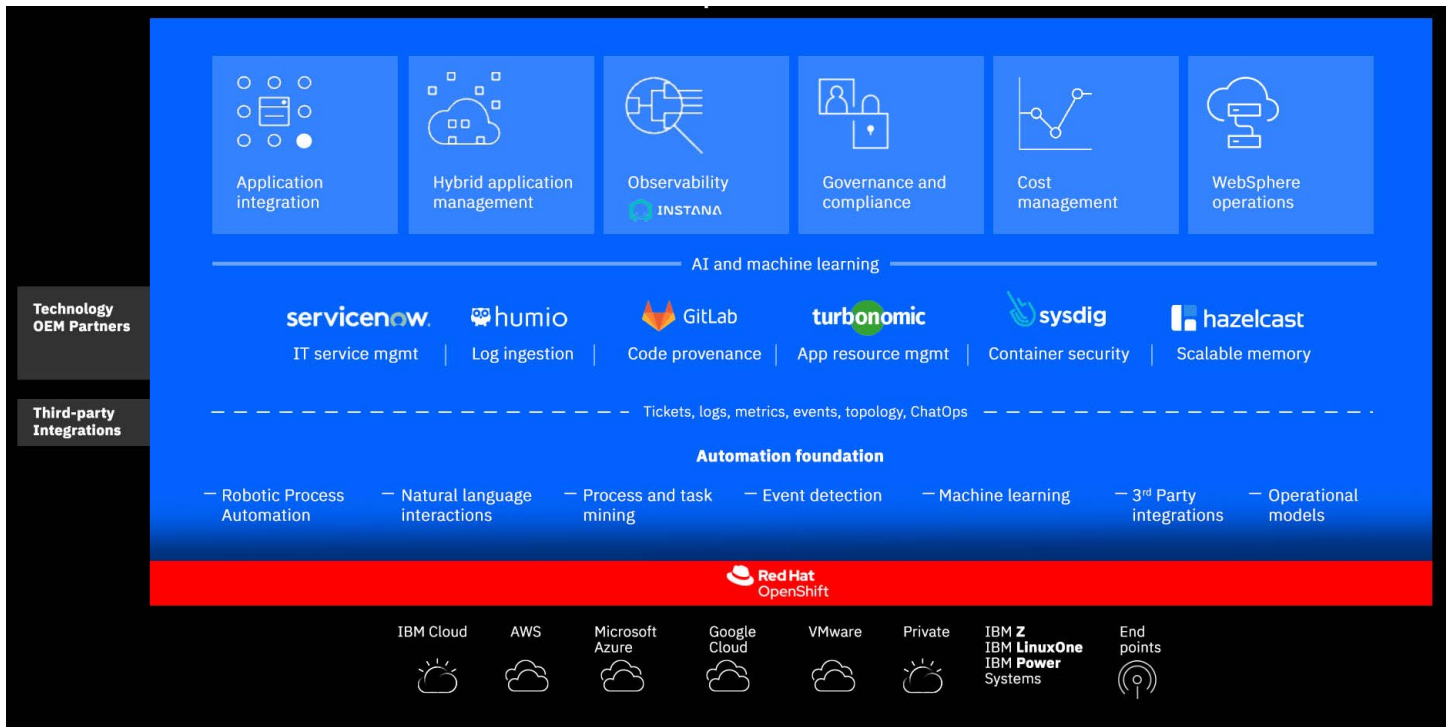 Application
integration
Hybrid application
management
Observability
INSTANA
Governance and
compliance
Cost
management
WebSphere
operations
AI and machine learning
Technology
OEM Partners
servicenow.
humio
GitLab
turbonomic
sysdig
hazelcast
IT service mgmt
Log ingestion
Code provenance
App resource mgmt
Container security
Scalable memory
Third-party
Integrations
Tickets, logs, metrics, events, topology, ChatOps
Automation foundation
— Robotic Process
Automation
— Natural language
interactions
— Process and task
mining
— Event detection
— Machine learning
— 3rd Party
integrations
— Operational
models
Red Hat
OpenShift
IBM Cloud
AWS
Microsoft
Azure
Google
Cloud
VMware
Private
IBM Z
IBM LinuxOne
IBM Power
Systems
End
points